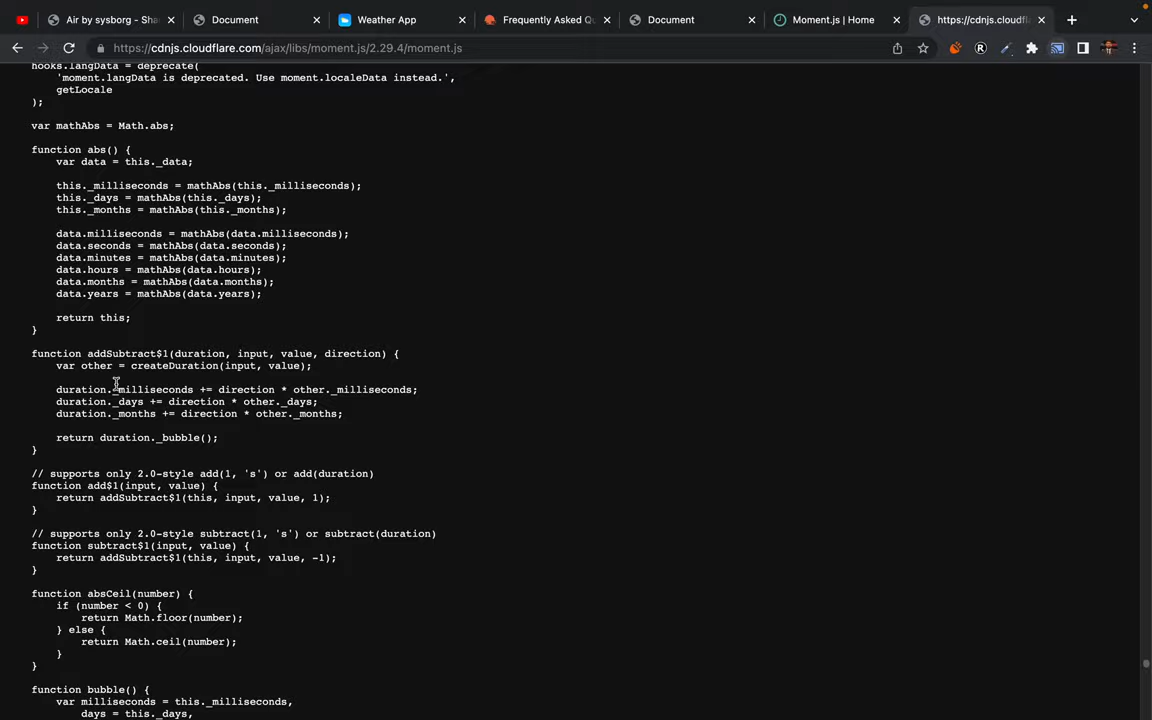 Air by sysborg - Sha
Document
Weather App
Frequently Asked Qu
Document
Moment.js | Home
https://cdnjs.cloudfl
https://cdnjs.cloudflare.com/ajax/libs/moment.js/2.29.4/moment.js
hooks.langData = deprecate(
    'moment.langData is deprecated. Use moment.localeData instead.',
    getLocale
);
var mathAbs = Math.abs;
function abs() {
    var data = this._data;
    this._milliseconds = mathAbs(this._milliseconds);
    this._days = mathAbs(this._days);
    this._months = mathAbs(this._months);
    data.milliseconds = mathAbs(data.milliseconds);
    data.seconds = mathAbs(data.seconds);
    data.minutes = mathAbs(data.minutes);
    data.hours = mathAbs(data.hours);
    data.months = mathAbs(data.months);
    data.years = mathAbs(data.years);
    return this;
}
function addSubtract$1(duration, input, value, direction) {
    var other = createDuration(input, value);
    duration._milliseconds += direction * other._milliseconds;
    duration._days += direction * other._days;
    duration._months += direction * other._months;
    return duration._bubble();
}
// supports only 2.0-style add(1, 's') or add(duration)
function add$1(input, value) {
    return addSubtract$1(this, input, value, 1);
}
// supports only 2.0-style subtract(1, 's') or subtract(duration)
function subtract$1(input, value) {
    return addSubtract$1(this, input, value, -1);
}
function absCeil(number) {
    if (number < 0) {
        return Math.floor(number);
    } else {
        return Math.ceil(number);
    }
}
function bubble() {
    var milliseconds = this._milliseconds,
        days = this._days,